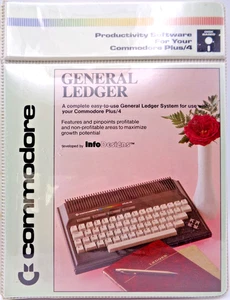 Productivity Software
For Your
Commodore Plus/4
GENERAL
LEDGER
A complete easy-to-use General Ledger System for use with
your Commodore Plus/4
Features and pinpoints profitable
and non-profitable areas to maximize
growth potential
developed by InfoDesigns™
commodore